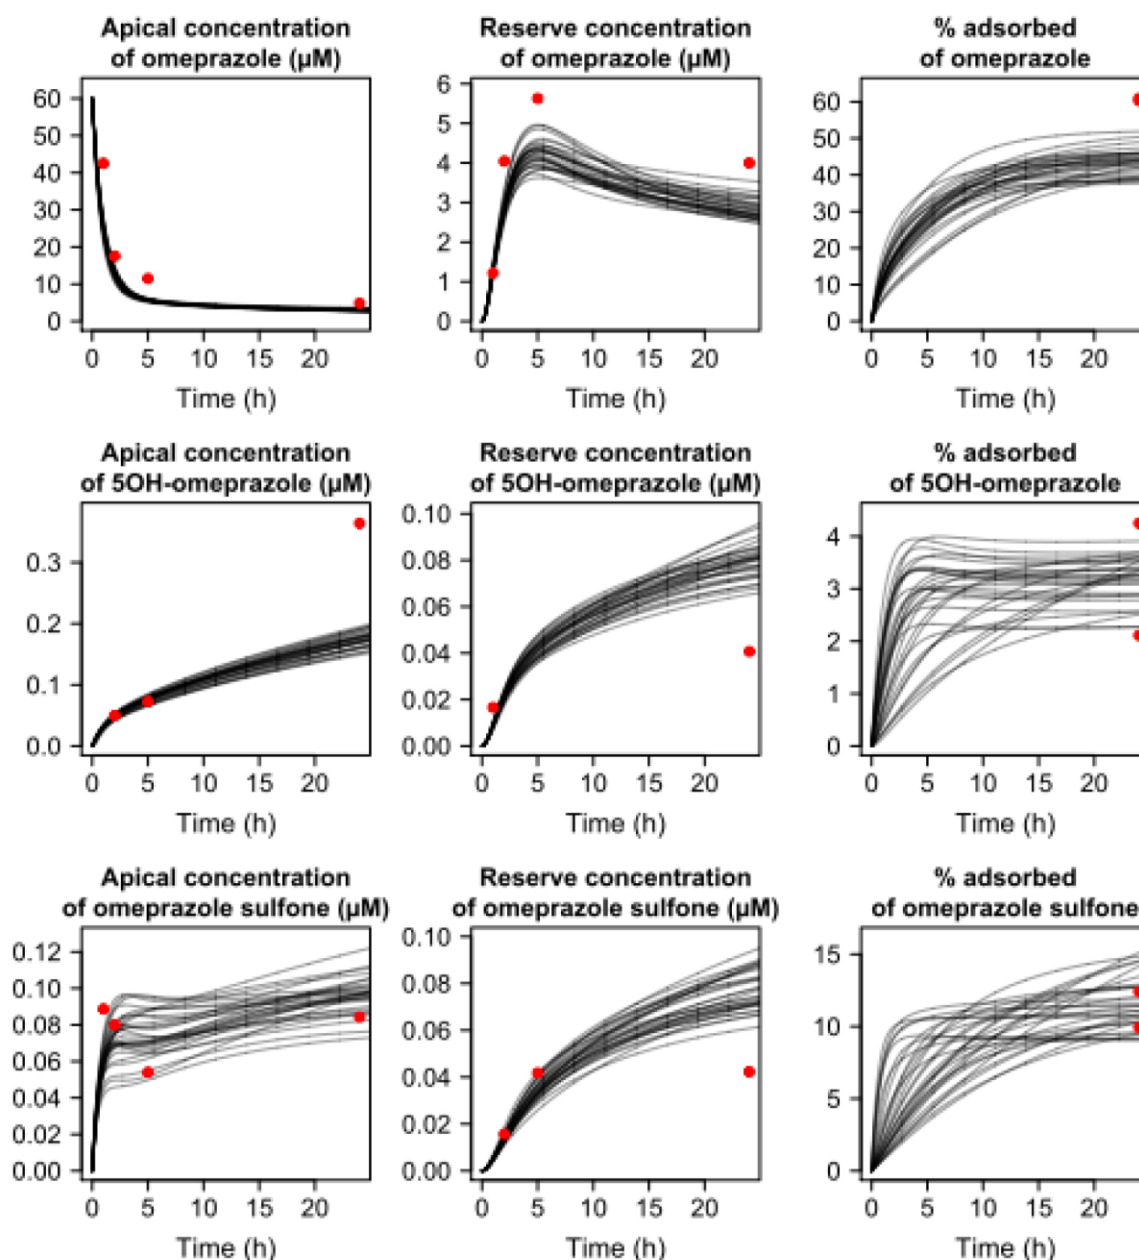 Apical concentration
of omeprazole (µM)
Reserve concentration
of omeprazole (µM)
% adsorbed
of omeprazole
60
50
40
30
20
10
0
0 5 10 15 20
Time (h)
6
5
4
3
2
1
0
0 5 10 15 20
Time (h)
60
50
40
30
20
10
0
0 5 10 15 20
Time (h)
Apical concentration
of 5OH-omeprazole (µM)
Reserve concentration
of 5OH-omeprazole (µM)
% adsorbed
of 5OH-omeprazole
0.3
0.2
0.1
0.0
0 5 10 15 20
Time (h)
0.10
0.08
0.06
0.04
0.02
0.00
0 5 10 15 20
Time (h)
4
3
2
1
0
0 5 10 15 20
Time (h)
Apical concentration
of omeprazole sulfone (µM)
Reserve concentration
of omeprazole sulfone (µM)
% adsorbed
of omeprazole sulfone
0.12
0.10
0.08
0.06
0.04
0.02
0.00
0 5 10 15 20
Time (h)
0.10
0.08
0.06
0.04
0.02
0.00
0 5 10 15 20
Time (h)
15
10
5
0
0 5 10 15 20
Time (h)